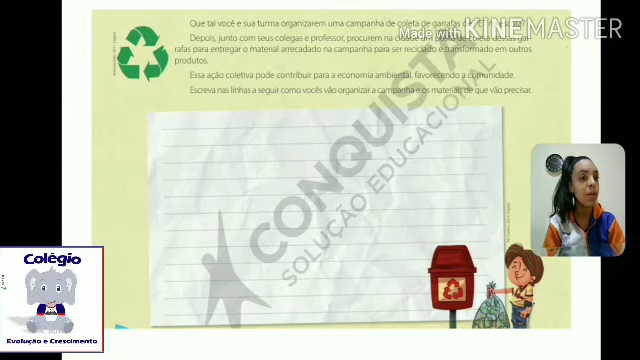 Que tal você e sua turma organizarem uma campanha de coleta de garrafas
Made with
KINEMASTER
Depois, junto com seus colegas e professor, procurem
rafas para entregar o material arrecadado na campanha para ser reciclado e transformado em outros
produtos.
Essa ação coletiva pode contribuir para a economia ambiental, favorecendo a comunidade.
Escreva nas linhas a seguir como vocês vão organizar a campanha e os materiais de que vão precisar.
CONQUISTA
SOLUÇÃO EDUCACIONAL
Colégio
Evolução e Crescimento